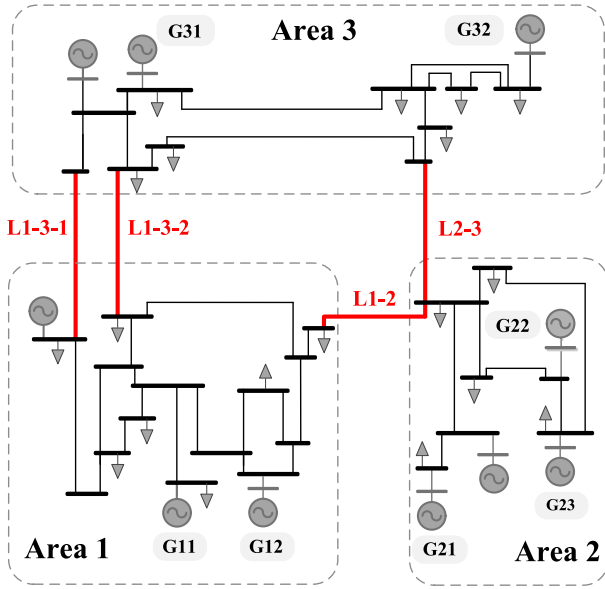 G31
Area 3
G32
L1-3-1
L1-3-2
L2-3
L1-2
G22
Area 1
G11
G12
G21
G23
Area 2